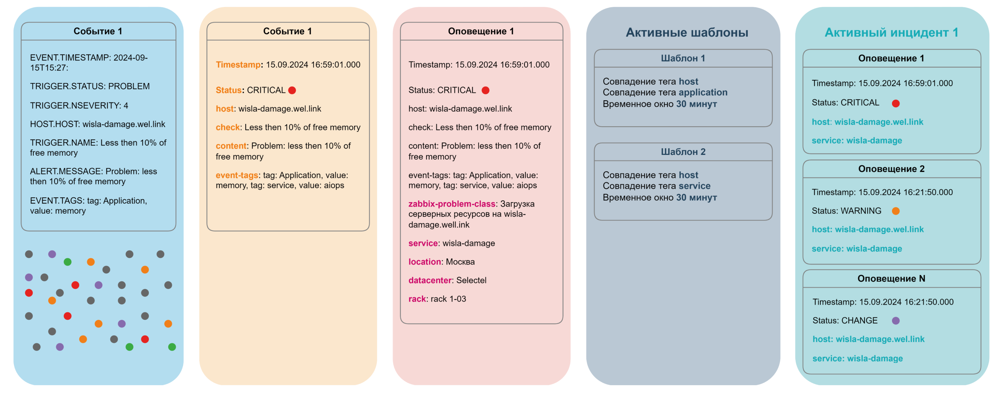 Событие 1
EVENT.TIMESTAMP: 2024-09-
15T15:27:
TRIGGER.STATUS: PROBLEM
TRIGGER.NSEVERITY: 4
HOST.HOST: wisla-damage.wel.link
TRIGGER.NAME: Less then 10% of
free memory
ALERT.MESSAGE: Problem: less
then 10% of free memory
EVENT.TAGS: tag: Application,
value: memory
Событие 1
Timestamp: 15.09.2024 16:59:01.000
Status: CRITICAL
host: wisla-damage.wel.link
check: Less then 10% of free memory
content: Problem: less then 10% of
free memory
event-tags: tag: Application, value:
memory, tag: service, value: aiops
Оповещение 1
Timestamp: 15.09.2024 16:59:01.000
Status: CRITICAL
host: wisla-damage.wel.link
check: Less then 10% of free memory
content: Problem: less then 10% of
free memory
event-tags: tag: Application, value:
memory, tag: service, value: aiops
zabbix-problem-class: Загрузка
серверных ресурсов на wisla-
damage.well.ink
service: wisla-damage
location: Москва
datacenter: Selectel
rack: rack 1-03
Активные шаблоны
Шаблон 1
Совпадение тега host
Совпадение тега application
Временное окно 30 минут
Шаблон 2
Совпадение тега host
Совпадение тега service
Временное окно 30 минут
Активный инцидент 1
Оповещение 1
Timestamp: 15.09.2024 16:59:01.000
Status: CRITICAL
host: wisla-damage.wel.link
service: wisla-damage
Оповещение 2
Timestamp: 15.09.2024 16:21:50.000
Status: WARNING
host: wisla-damage.wel.link
service: wisla-damage
Оповещение N
Timestamp: 15.09.2024 16:21:50.000
Status: CHANGE
host: wisla-damage.wel.link
service: wisla-damage